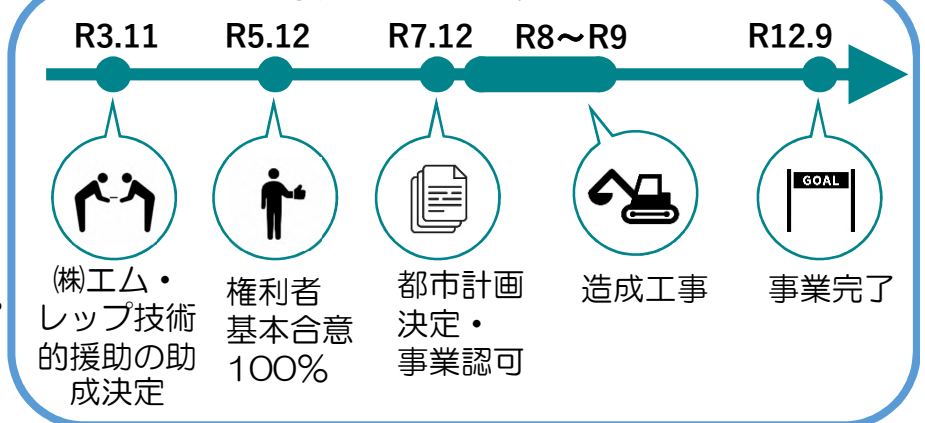 R3.11
R5.12
R7.12
R8～R9
R12.9
GOAL
㈱エム・
レップ技術
的援助の助
成決定
権利者
基本合意
100%
都市計画
決定・
事業認可
造成工事
事業完了